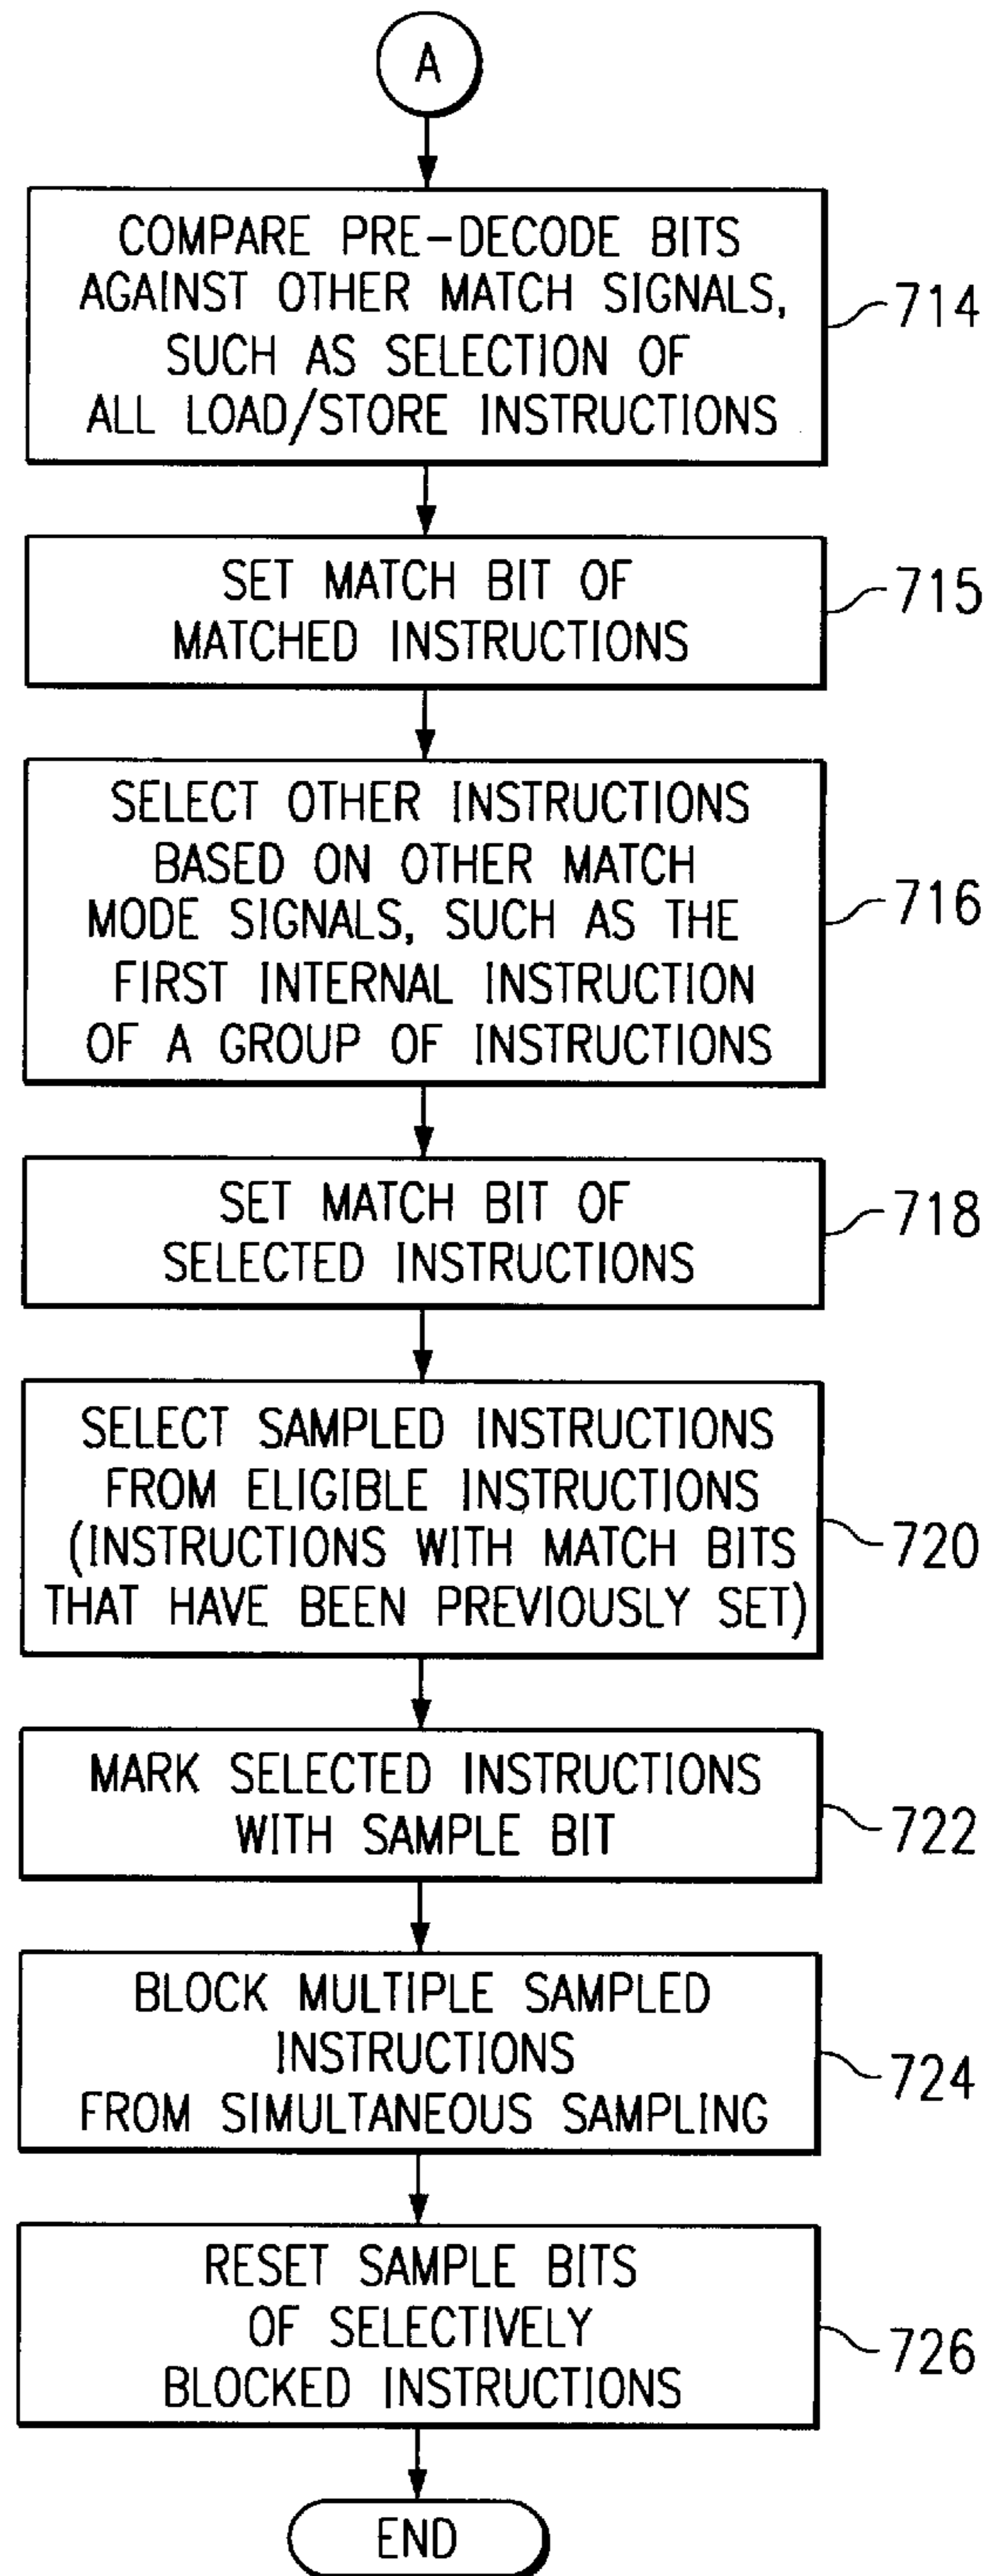 A
COMPARE PRE-DECODE BITS
AGAINST OTHER MATCH SIGNALS,
SUCH AS SELECTION OF
ALL LOAD/STORE INSTRUCTIONS
714
SET MATCH BIT OF
MATCHED INSTRUCTIONS
715
SELECT OTHER INSTRUCTIONS
BASED ON OTHER MATCH
MODE SIGNALS, SUCH AS THE
FIRST INTERNAL INSTRUCTION
OF A GROUP OF INSTRUCTIONS
716
SET MATCH BIT OF
SELECTED INSTRUCTIONS
718
SELECT SAMPLED INSTRUCTIONS
FROM ELIGIBLE INSTRUCTIONS
(INSTRUCTIONS WITH MATCH BITS
THAT HAVE BEEN PREVIOUSLY SET)
720
MARK SELECTED INSTRUCTIONS
WITH SAMPLE BIT
722
BLOCK MULTIPLE SAMPLED
INSTRUCTIONS
FROM SIMULTANEOUS SAMPLING
724
RESET SAMPLE BITS
OF SELECTIVELY
BLOCKED INSTRUCTIONS
726
END